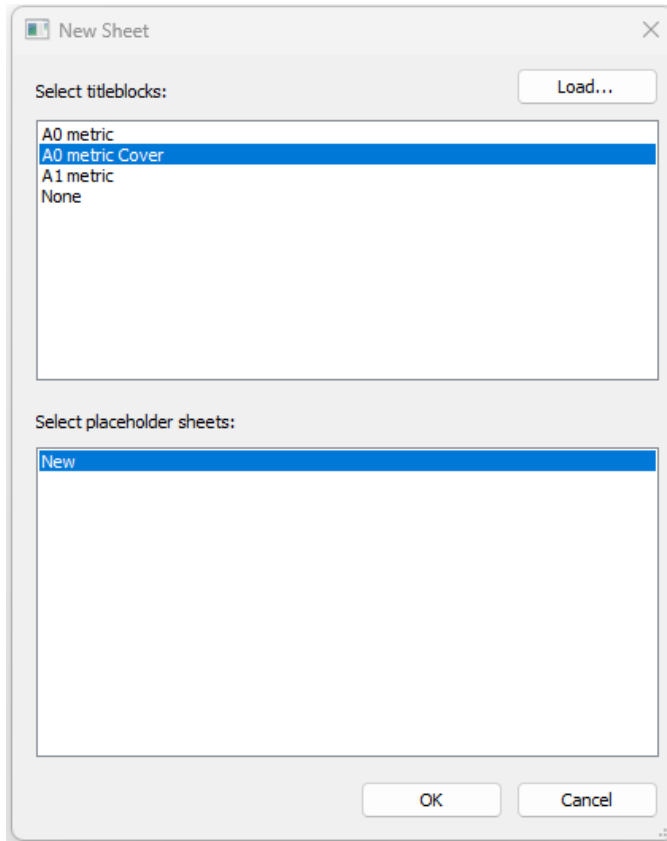 New Sheet
Select titleblocks:
Load...
A0 metric
A0 metric Cover
A1 metric
None
Select placeholder sheets:
New
OK
Cancel